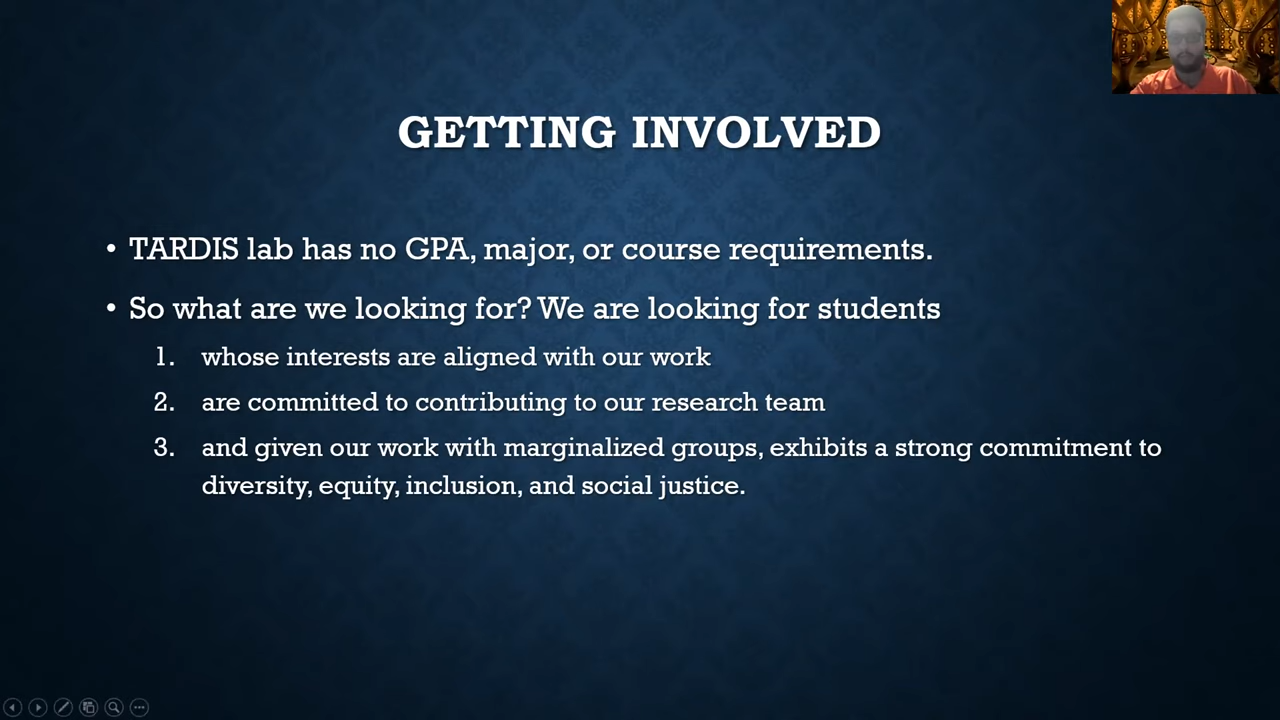 GETTING INVOLVED
• TARDIS lab has no GPA, major, or course requirements.
• So what are we looking for? We are looking for students
1. whose interests are aligned with our work
2. are committed to contributing to our research team
3. and given our work with marginalized groups, exhibits a strong commitment to
diversity, equity, inclusion, and social justice.